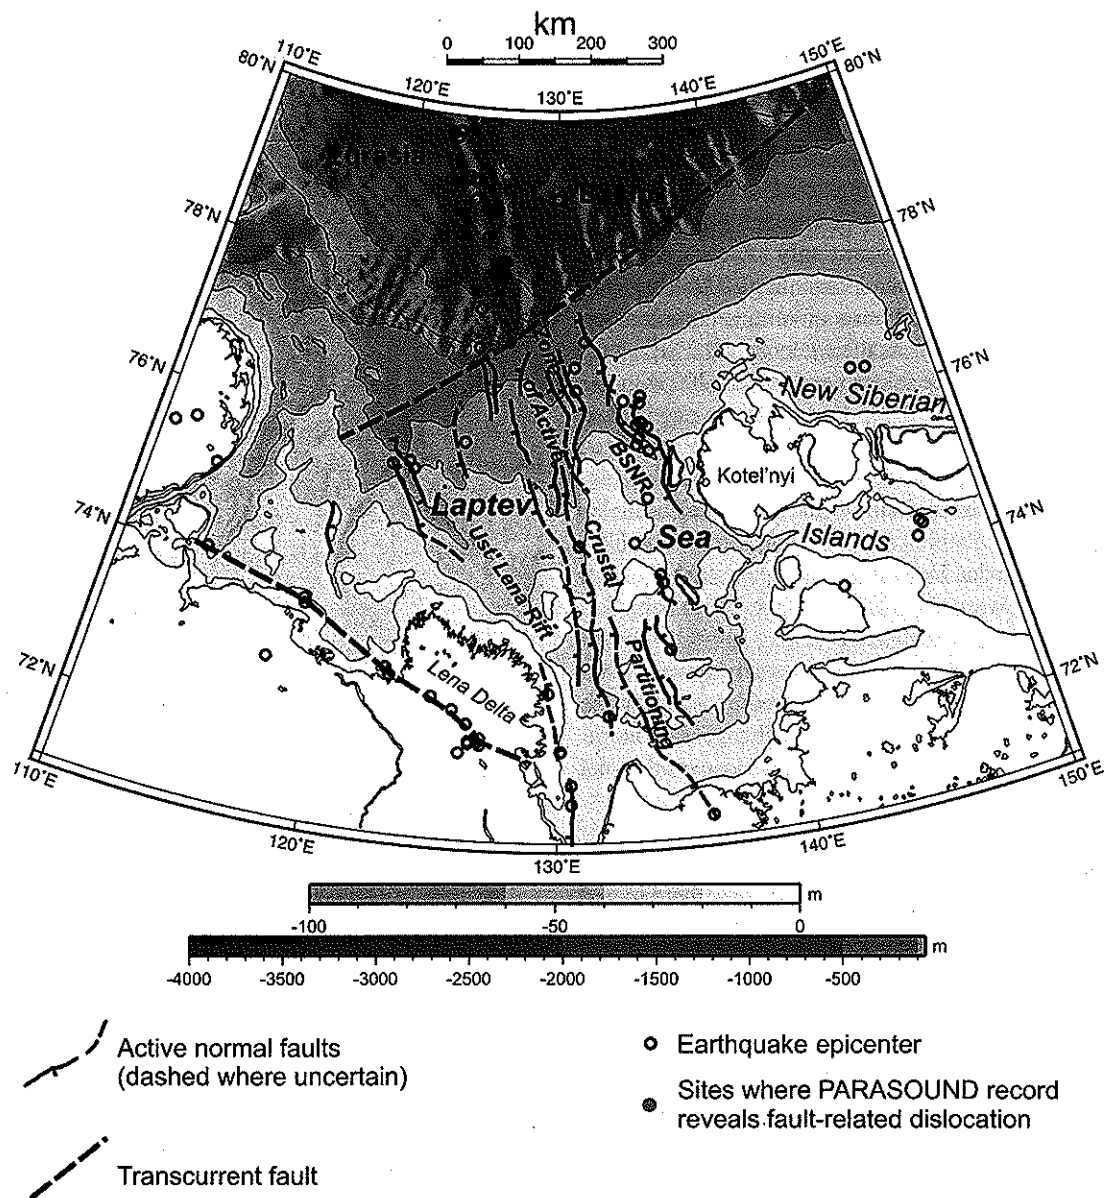 km
0 100 200 300
110°E 150°E
80°N 80°N
120°E 130°E 140°E
Eurasia
78°N 78°N
76°N 76°N
New Siberian
of Active
BSNR
Kotel'nyi
Laptev
74°N 74°N
Ust' Lena Rift
Crustal
Sea
Islands
72°N 72°N
Lena Delta
Partitioning
110°E 150°E
120°E 130°E 140°E
m
-100 -50 0
m
-4000 -3500 -3000 -2500 -2000 -1500 -1000 -500
Active normal faults
(dashed where uncertain)
Transcurrent fault
Earthquake epicenter
Sites where PARASOUND record
reveals fault-related dislocation